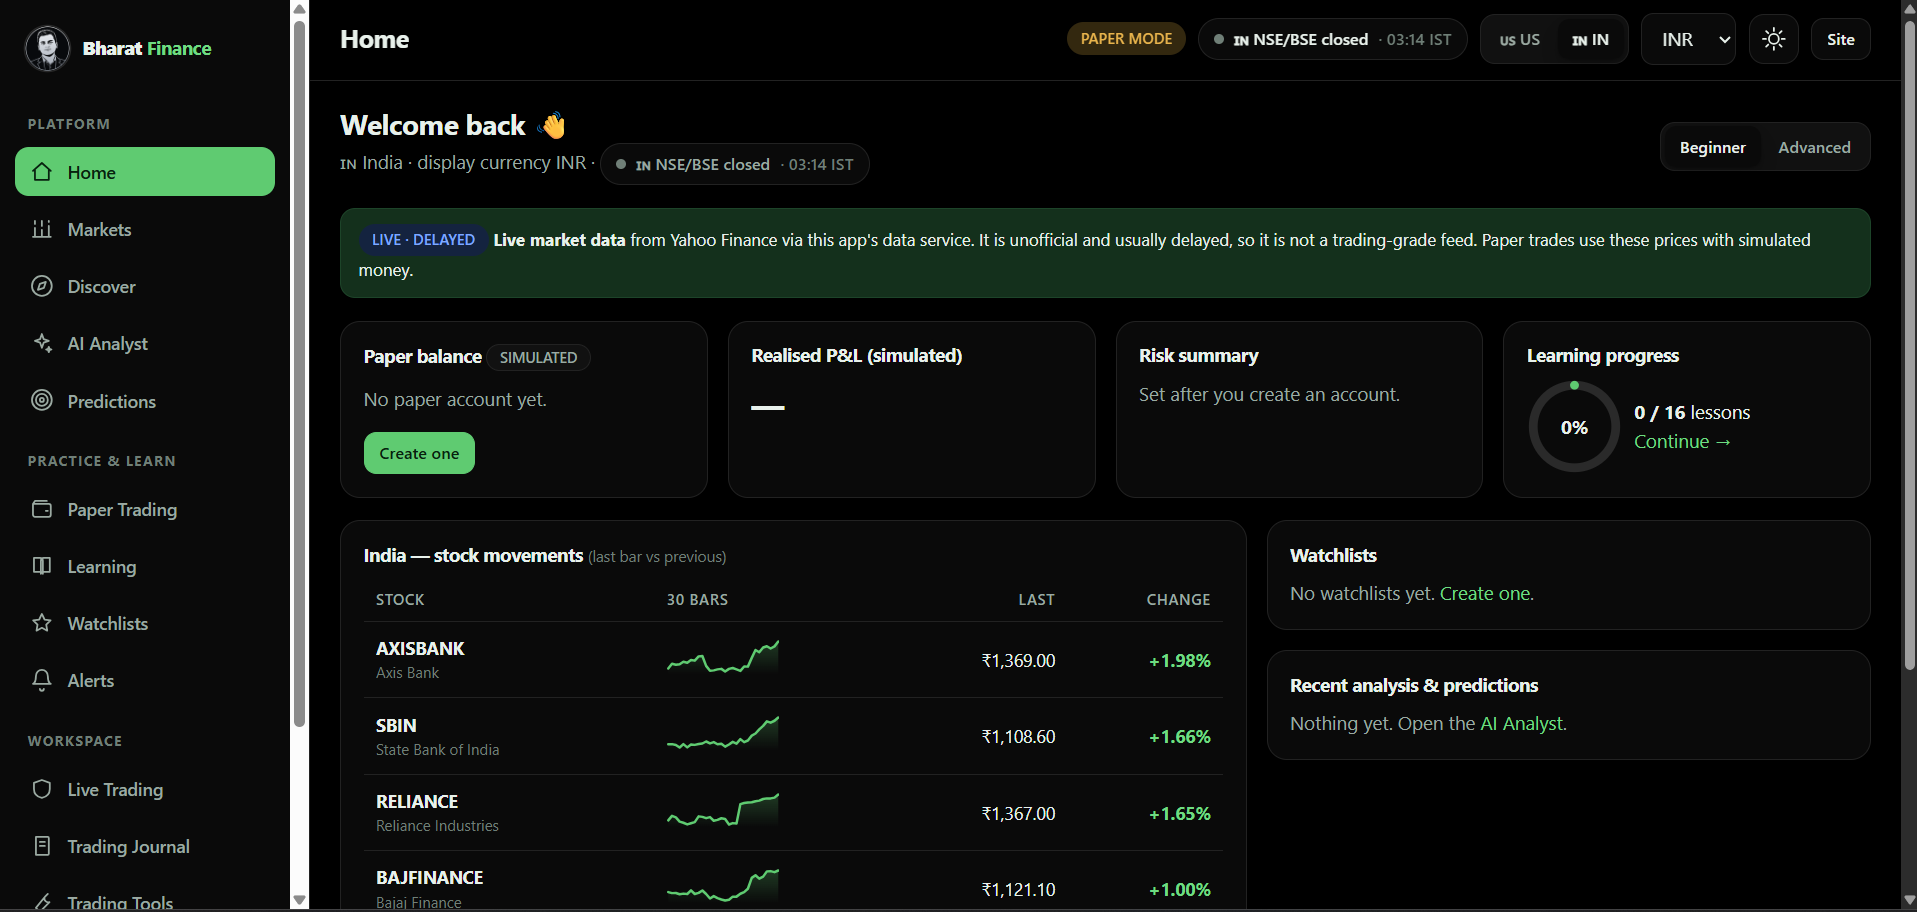 Bharat Finance
PLATFORM
Home
Markets
Discover
AI Analyst
Predictions
PRACTICE & LEARN
Paper Trading
Learning
Watchlists
Alerts
WORKSPACE
Live Trading
Trading Journal
Trading Tools
Home
PAPER MODE
IN NSE/BSE closed · 03:14 IST
US US
IN IN
INR
Site
Welcome back 👋
IN India · display currency INR · IN NSE/BSE closed · 03:14 IST
Beginner
Advanced
LIVE · DELAYED Live market data from Yahoo Finance via this app's data service. It is unofficial and usually delayed, so it is not a trading-grade feed. Paper trades use these prices with simulated
money.
Paper balance SIMULATED
No paper account yet.
Create one
Realised P&L (simulated)
—
Risk summary
Set after you create an account.
Learning progress
0%
0 / 16 lessons
Continue →
India — stock movements (last bar vs previous)
STOCK 30 BARS LAST CHANGE
AXISBANK
Axis Bank
₹1,369.00 +1.98%
SBIN
State Bank of India
₹1,108.60 +1.66%
RELIANCE
Reliance Industries
₹1,367.00 +1.65%
BAJFINANCE
Bajaj Finance
₹1,121.10 +1.00%
Watchlists
No watchlists yet. Create one.
Recent analysis & predictions
Nothing yet. Open the AI Analyst.